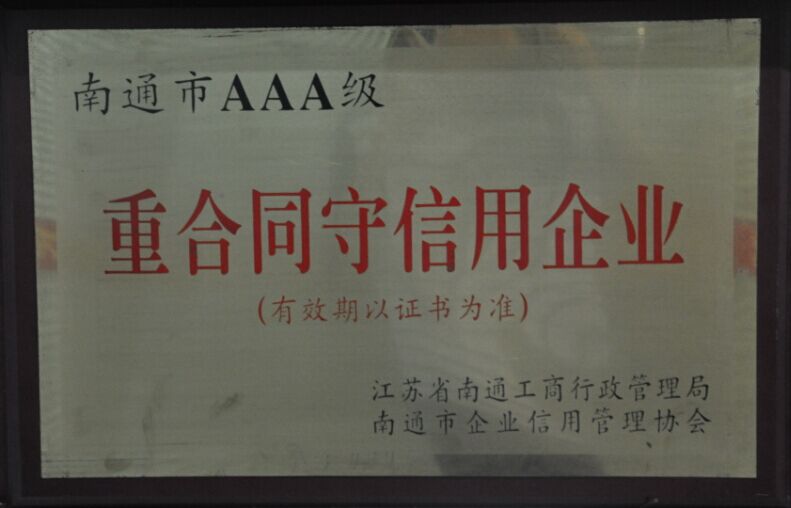 南通市AAA级
重合同守信用企业
(有效期以证书为准)
江苏省南通工商行政管理局
南通市企业信用管理协会